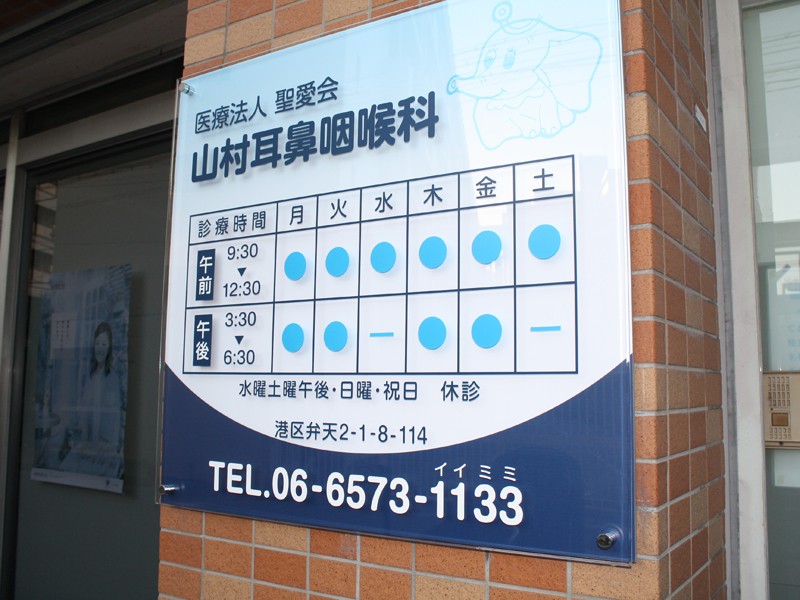 医療法人 聖愛会
山村耳鼻咽喉科
診療時間 月 火 水 木 金 土
午前 9:30 ▼ 12:30 ● ● ● ● ● ●
午後 3:30 ▼ 6:30 ● ● ー ● ● ー
水曜土曜午後・日曜・祝日 休診
港区弁天2-1-8-114
イイミミ
TEL.06-6573-1133